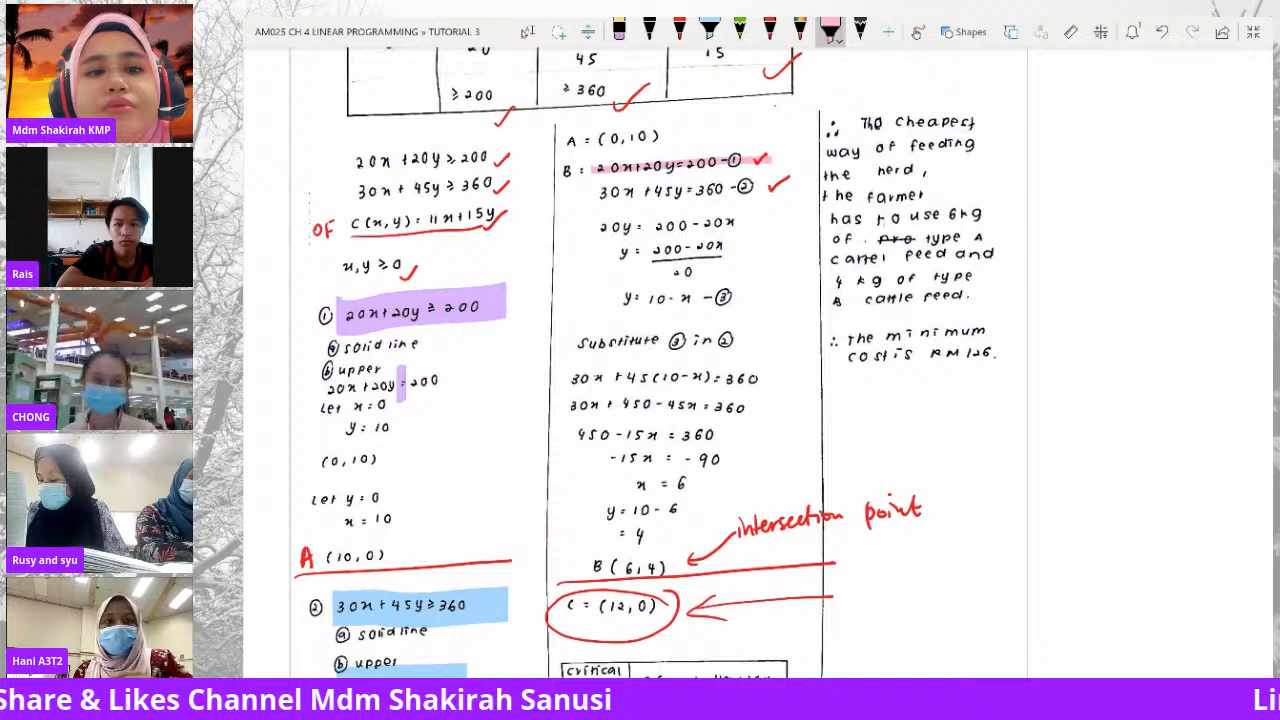 AM025 CH 4 LINEAR PROGRAMMING » TUTORIAL 3
Shapes
20
45
15
≥200
≥360
20x+20y≥200
30x+45y≥360
OF C(x,y)=11x+15y
x,y≥0
① 20x+20y≥200
ⓐ solid line
ⓑ upper
20x+20y=200
Let x=0
y=10
(0,10)
Let y=0
x=10
A (10,0)
② 30x+45y≥360
ⓐ solid line
ⓑ upper
A = (0,10)
B: 20x+20y=200-①
30x+45y=360-②
20y= 200-20x
y= 200-20x
20
y= 10-x-③
Substitute ③ in ②
30x+45(10-x)=360
30x+450-45x=360
450-15x=360
-15x = -90
x = 6
y=10-6
= 4
B(6,4)
intersection point
C = (12,0)
critical
∴ The cheapest
way of feeding
the herd,
the farmer
has to use 6kg
of type A
cattel feed and
4 kg of type
B cattle feed.
∴ The minimum
cost is RM126.
Mdm Shakirah KMP
Rais
CHONG
Rusy and syu
Hani A3T2
Share & Likes Channel Mdm Shakirah Sanusi
Li